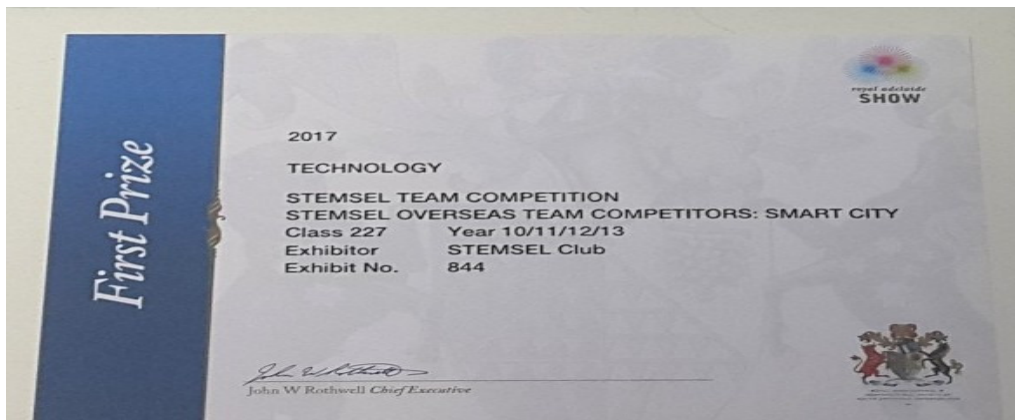 First Prize
royal adelaide
SHOW
2017
TECHNOLOGY
STEMSEL TEAM COMPETITION
STEMSEL OVERSEAS TEAM COMPETITORS: SMART CITY
Class 227 Year 10/11/12/13
Exhibitor STEMSEL Club
Exhibit No. 844
John W Rothwell Chief Executive